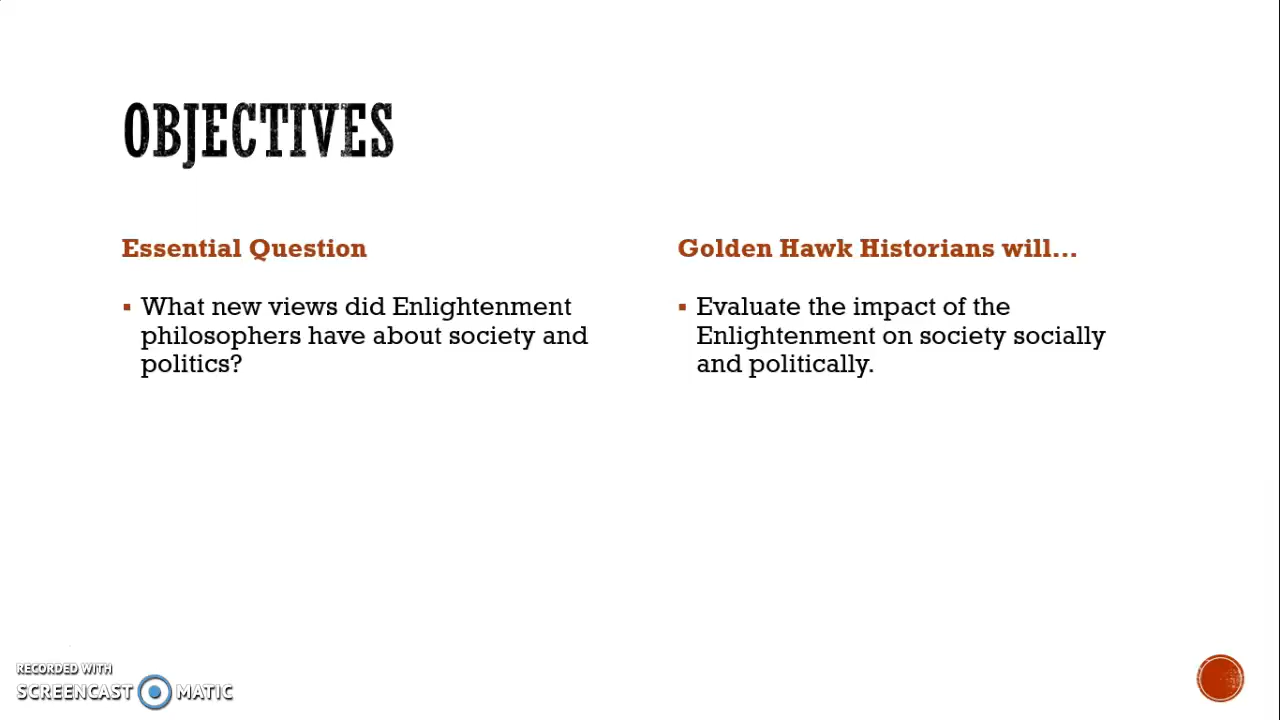 OBJECTIVES
Essential Question
▪ What new views did Enlightenment
philosophers have about society and
politics?
Golden Hawk Historians will...
▪ Evaluate the impact of the
Enlightenment on society socially
and politically.
RECORDED WITH
SCREENCAST MATIC